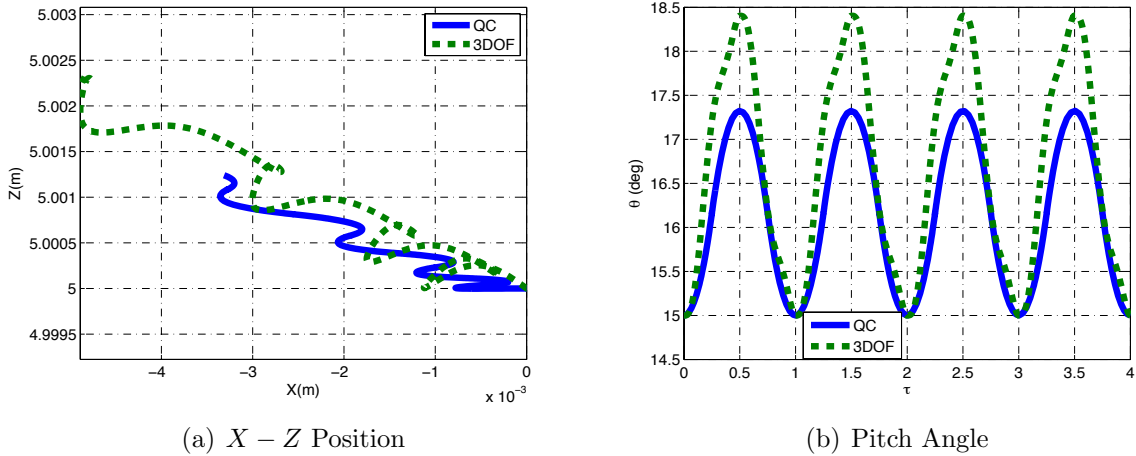 5.003
5.0025
5.002
5.0015
5.001
5.0005
5
4.9995
Z(m)
QC
3DOF
−4
−3
−2
−1
0
X(m)
x 10⁻³
(a) X − Z Position
18.5
18
17.5
17
16.5
16
15.5
15
14.5
θ (deg)
QC
3DOF
0
0.5
1
1.5
2
2.5
3
3.5
4
τ
(b) Pitch Angle